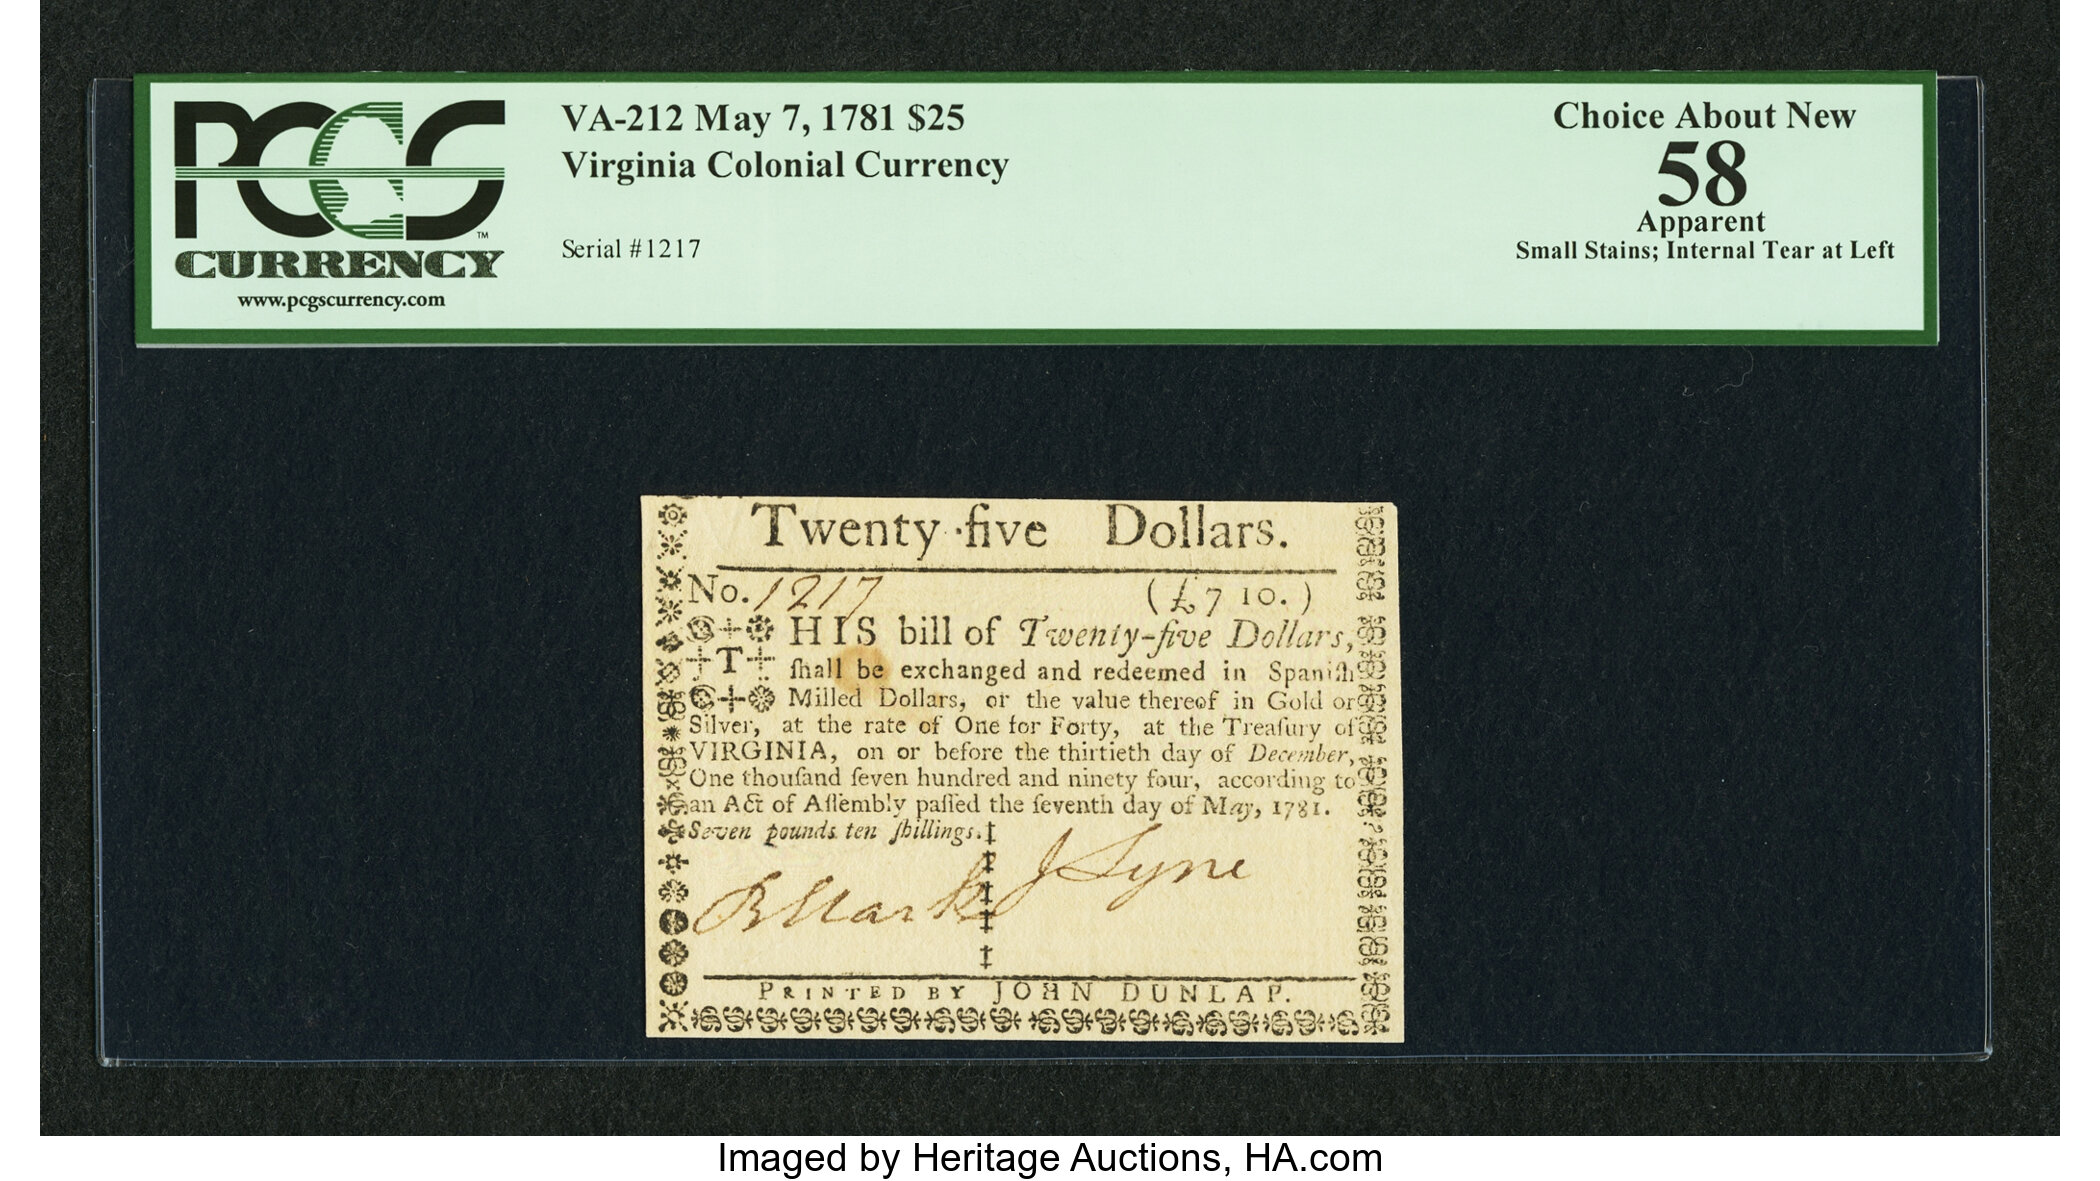 PCGS™
CURRENCY
www.pcgscurrency.com
VA-212 May 7, 1781 $25
Virginia Colonial Currency
Serial #1217
Choice About New
58
Apparent
Small Stains; Internal Tear at Left
Twenty-five Dollars.
No. 1217 (£7 10.)
THIS bill of Twenty-five Dollars,
ſhall be exchanged and redeemed in Spaniſh
Milled Dollars, or the value thereof in Gold or
Silver, at the rate of One for Forty, at the Treaſury of
VIRGINIA, on or before the thirtieth day of December,
One thouſand ſeven hundred and ninety four, according to
an Act of Aſſembly paſſed the ſeventh day of May, 1781.
Seven pounds ten ſhillings.
J Lyne
PRINTED BY JOHN DUNLAP.
Imaged by Heritage Auctions, HA.com